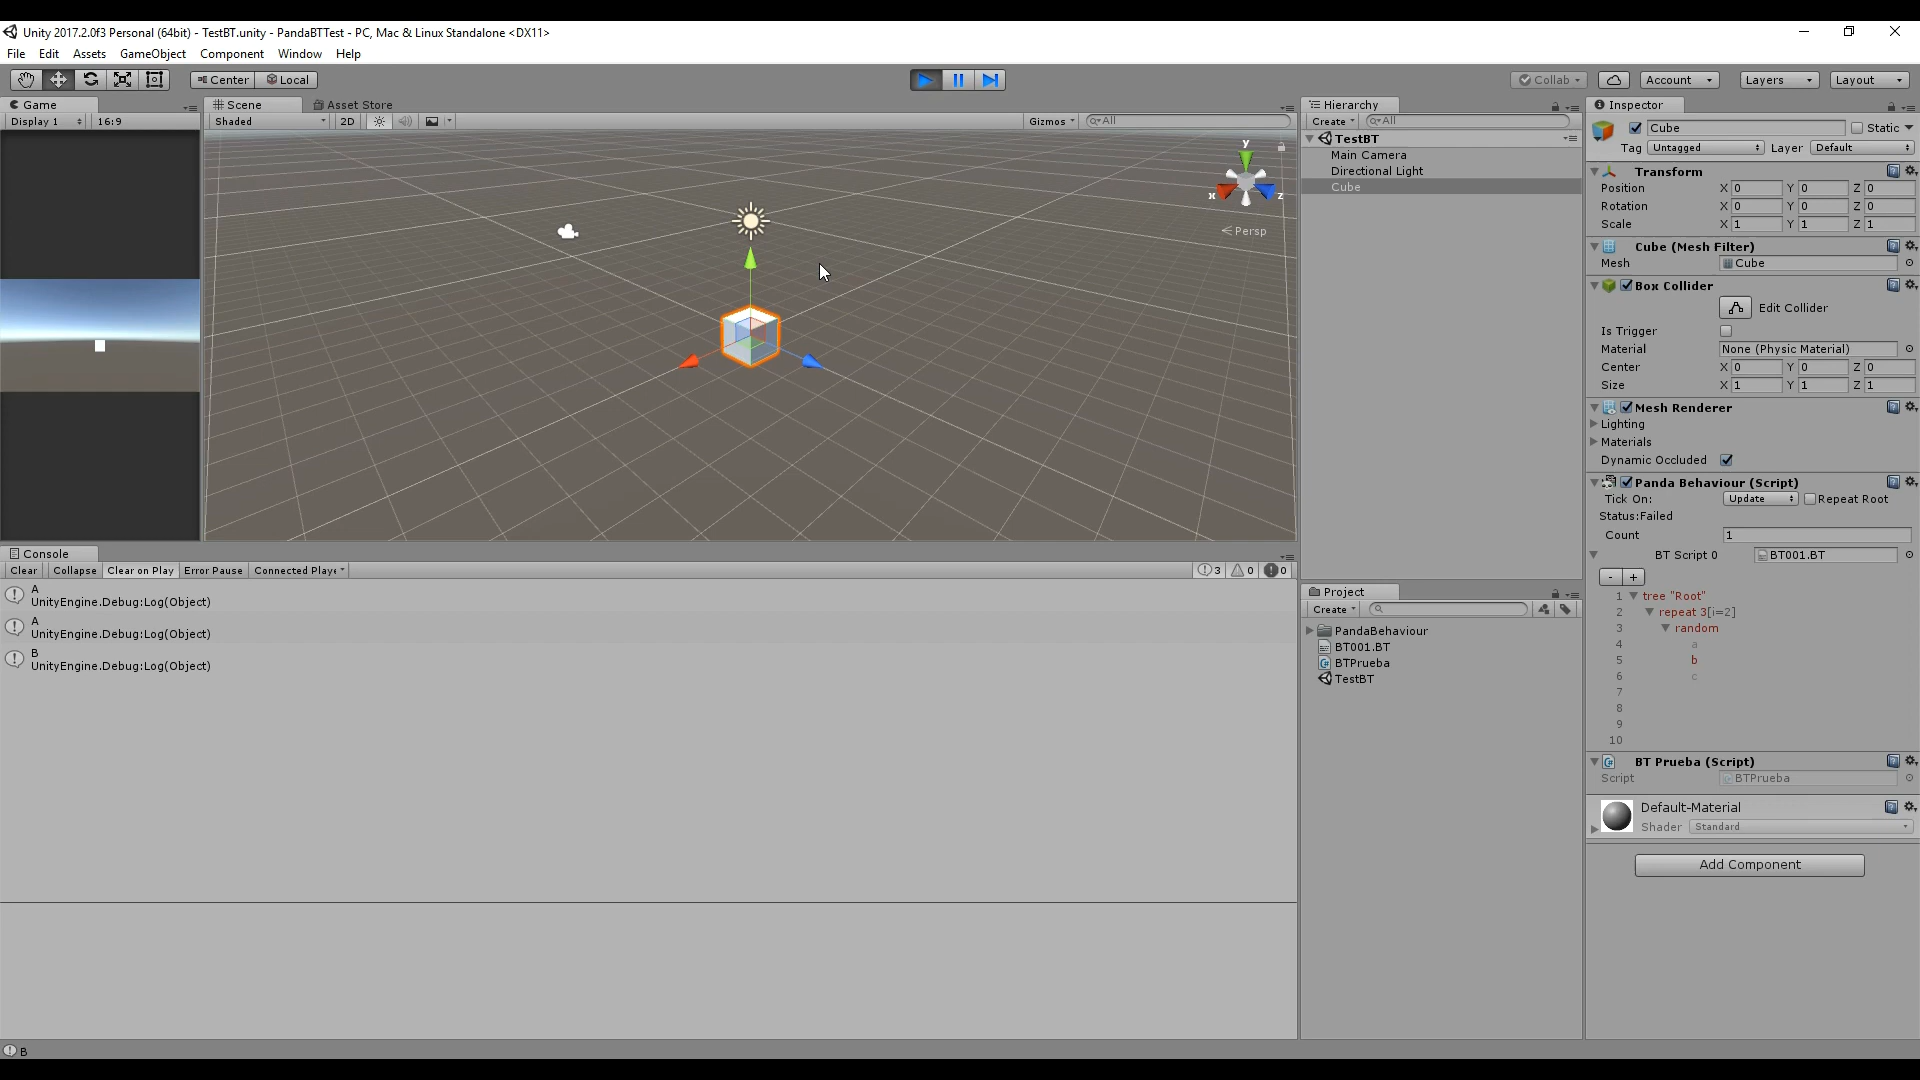 Unity 2017.2.0f3 Personal (64bit) - TestBT.unity - PandaBTTest - PC, Mac & Linux Standalone <DX11>
File Edit Assets GameObject Component Window Help
Center Local Collab Account Layers Layout
Game Scene Asset Store Hierarchy Inspector
Display 1 16:9 Shaded 2D Gizmos All Create All
TestBT
Main Camera
Directional Light
Cube
y
x
z
Persp
Cube Static
Tag Untagged Layer Default
Transform
Position X 0 Y 0 Z 0
Rotation X 0 Y 0 Z 0
Scale X 1 Y 1 Z 1
Cube (Mesh Filter)
Mesh Cube
Box Collider
Edit Collider
Is Trigger
Material None (Physic Material)
Center X 0 Y 0 Z 0
Size X 1 Y 1 Z 1
Mesh Renderer
Lighting
Materials
Dynamic Occluded
Panda Behaviour (Script)
Tick On: Update Repeat Root
Status:Failed
Count 1
BT Script 0 BT001.BT
- +
1 tree "Root"
2 repeat 3[i=2]
3 random
4 a
5 b
6 c
7
8
9
10
BT Prueba (Script)
Script BTPrueba
Default-Material
Shader Standard
Add Component
Console
Clear Collapse Clear on Play Error Pause Connected Playe 3 0 0
A
UnityEngine.Debug:Log(Object)
A
UnityEngine.Debug:Log(Object)
B
UnityEngine.Debug:Log(Object)
Project
Create
PandaBehaviour
BT001.BT
BTPrueba
TestBT
B